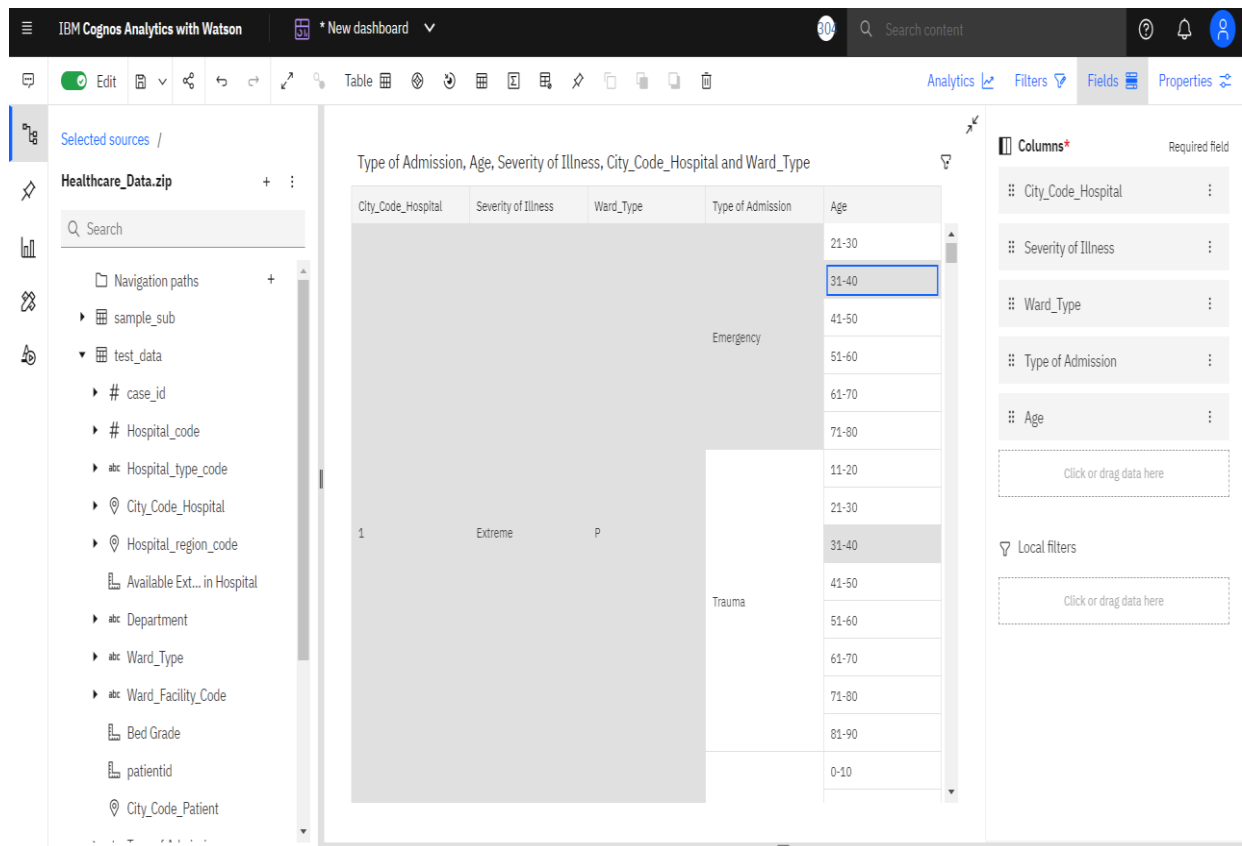 IBM Cognos Analytics with Watson
* New dashboard
304
Search content
Edit
Table
Analytics
Filters
Fields
Properties
Selected sources /
Healthcare_Data.zip
Search
Navigation paths
sample_sub
test_data
# case_id
# Hospital_code
abc Hospital_type_code
City_Code_Hospital
Hospital_region_code
Available Ext... in Hospital
abc Department
abc Ward_Type
abc Ward_Facility_Code
Bed Grade
patientid
City_Code_Patient
Type of Admission, Age, Severity of Illness, City_Code_Hospital and Ward_Type
City_Code_Hospital Severity of Illness Ward_Type Type of Admission Age
21-30
31-40
41-50
Emergency
51-60
61-70
71-80
11-20
21-30
1 Extreme P 31-40
41-50
Trauma
51-60
61-70
71-80
81-90
0-10
Columns* Required field
City_Code_Hospital
Severity of Illness
Ward_Type
Type of Admission
Age
Click or drag data here
Local filters
Click or drag data here